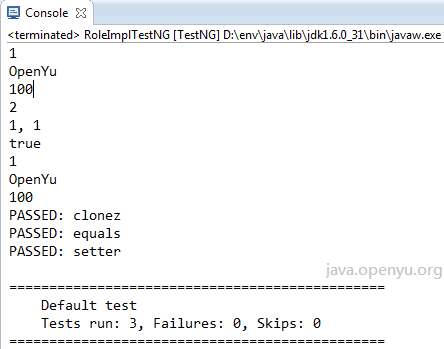 Console
<terminated> RoleImplTestNG [TestNG] D:\env\java\lib\jdk1.6.0_31\bin\javaw.exe
1
OpenYu
100
2
1, 1
true
1
OpenYu
100
PASSED: clonez
PASSED: equals
PASSED: setter
java.openyu.org
===============================================
Default test
Tests run: 3, Failures: 0, Skips: 0
===============================================